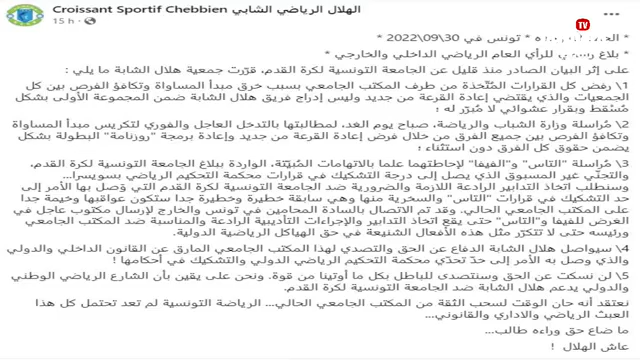 Croissant Sportif Chebbien الهلال الرياضي الشابي
15 h
TV
* تونس في 30\09\2022 *
* بلاغ للرأي العام الرياضي الداخلي والخارجي *
على إثر البيان الصادر منذ قليل عن الجامعة التونسية لكرة القدم، قرّرت جمعية هلال الشابة ما يلي :
1\ رفض كل القرارات المُتّخذة من طرف المكتب الجامعي بسبب خرق مبدأ المساواة وتكافؤ الفرص بين كل
الجمعيات والذي يقتضي إعادة القرعة من جديد وليس إدراج فريق هلال الشابة ضمن المجموعة الأولى بشكل
مُسقط وبقرار عشوائي لا مُبرّر له ؛
2\ مُراسلة وزارة الشباب والرياضة، صباح يوم الغد، لمطالبتها بالتدخل العاجل والفوري لتكريس مبدأ المساواة
وتكافؤ الفرص بين جميع الفرق من خلال فرض إعادة القرعة من جديد وإعادة برمجة "روزنامة" البطولة بشكل
يضمن حقوق كل الفرق دون استثناء ؛
3\ مُراسلة "التاس" و"الفيفا" لإحاطتهما علما بالاتهامات المُبيّتة، الواردة ببلاغ الجامعة التونسية لكرة القدم،
والتجنّي غير المسبوق الذي يصل إلى درجة التشكيك في قرارات محكمة التحكيم الرياضي بسويسرا...
وسنطلب اتخاذ التدابير الرادعة اللازمة والضرورية ضد الجامعة التونسية لكرة القدم التي وصل بها الأمر إلى
حد التشكيك في قرارات "التاس" والسخرية منها وهي سابقة خطيرة وخطيرة جدا ستكون عواقبها وخيمة جدا
على المكتب الجامعي الحالي. وقد تم الاتصال بالسادة المحامين في تونس والخارج لإرسال مكتوب عاجل في
الغرض للفيفا و"التاس" حتى يقع اتخاذ التدابير والإجراءات التأديبية الرادعة والمناسبة ضد المكتب الجامعي
ورئيسه حتى لا تتكرّر مثل هذه الأفعال الشنيعة في حق الهياكل الرياضية الدولية.
4\ سيواصل هلال الشابة الدفاع عن الحق والتصدي لهذا المكتب الجامعي المارق عن القانون الداخلي والدولي
والذي وصل به الأمر إلى حدّ تحدّي محكمة التحكيم الرياضي الدولي والتشكيك في أحكامها !
5\ لن نسكت عن الحق وسنتصدى للباطل بكل ما أوتينا من قوة. ونحن على يقين بأن الشارع الرياضي الوطني
والدولي يدعم هلال الشابة ضد الجامعة التونسية لكرة القدم.
نعتقد أنه حان الوقت لسحب الثقة من المكتب الجامعي الحالي... الرياضة التونسية لم تعد تحتمل كل هذا
العبث الرياضي والاداري والقانوني...
ما ضاع حق وراءه طالب...
عاش الهلال !